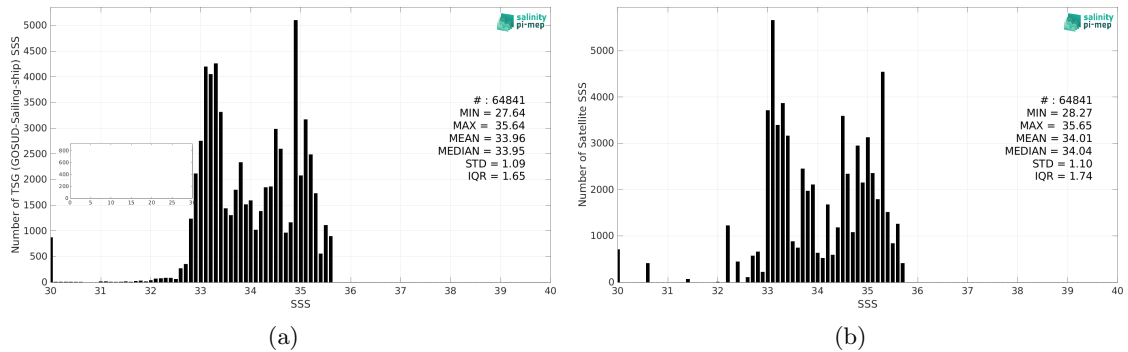 salinity
pi-mep
Number of TSG (GOSUD-Sailing-ship) SSS
5000
4500
4000
3500
3000
2500
2000
1500
1000
500
0
# : 64841
MIN = 27.64
MAX = 35.64
MEAN = 33.96
MEDIAN = 33.95
STD = 1.09
IQR = 1.65
800
600
400
200
0
0 5 10 15 20 25 30
30 31 32 33 34 35 36 37 38 39 40
SSS
(a)
salinity
pi-mep
Number of Satellite SSS
5000
4000
3000
2000
1000
0
# : 64841
MIN = 28.27
MAX = 35.65
MEAN = 34.01
MEDIAN = 34.04
STD = 1.10
IQR = 1.74
30 31 32 33 34 35 36 37 38 39 40
SSS
(b)